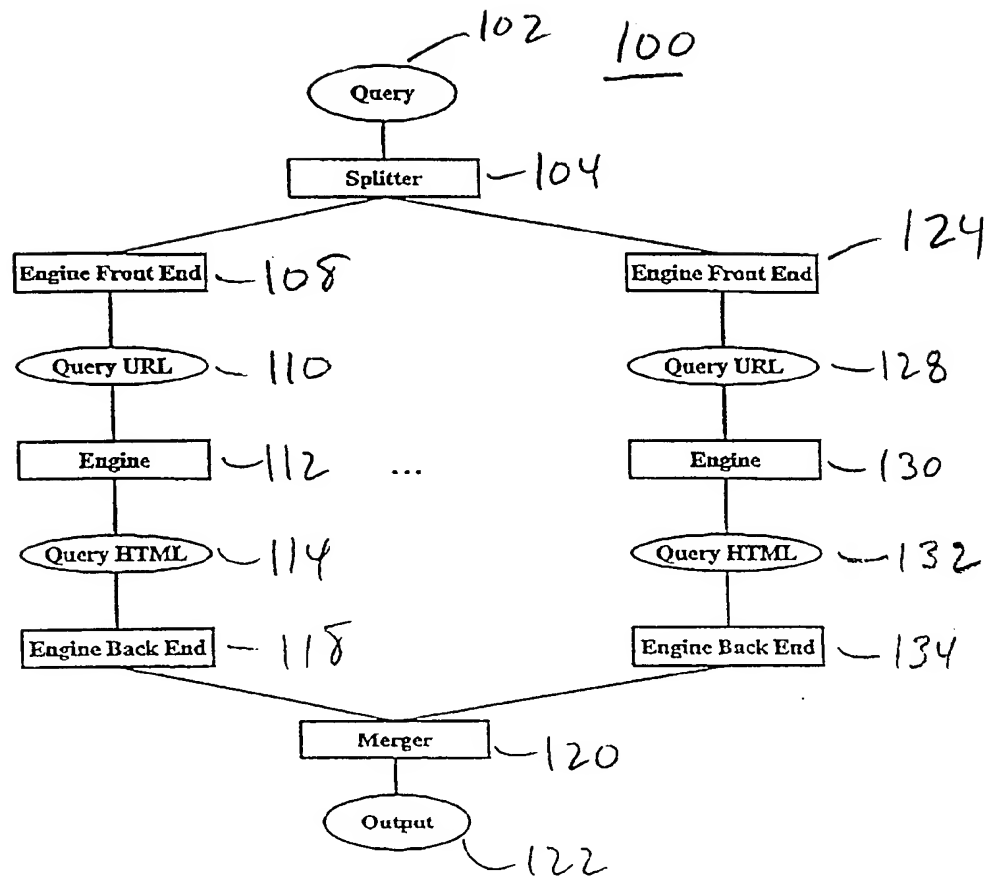 102
100
Query
Splitter
104
Engine Front End
108
Engine Front End
124
Query URL
110
Query URL
128
Engine
112
...
Engine
130
Query HTML
114
Query HTML
132
Engine Back End
118
Engine Back End
134
Merger
120
Output
122